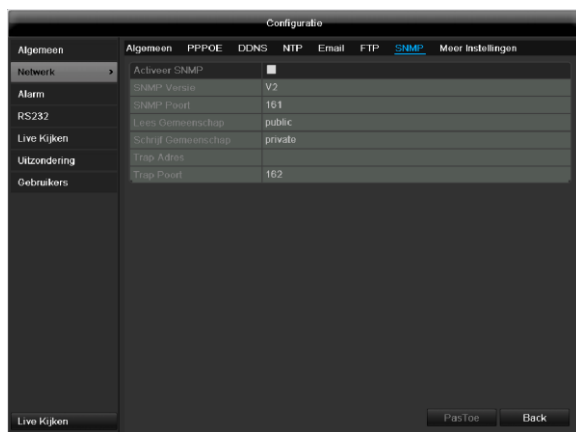 Configuratie
Algemeen
Netwerk >
Alarm
RS232
Live Kijken
Uitzondering
Gebruikers
Live Kijken
Algemeen PPPOE DDNS NTP Email FTP SNMP Meer Instellingen
Activeer SNMP
SNMP Versie V2
SNMP Poort 161
Lees Gemeenschap public
Schrijf Gemeenschap private
Trap Adres
Trap Poort 162
PasToe Back